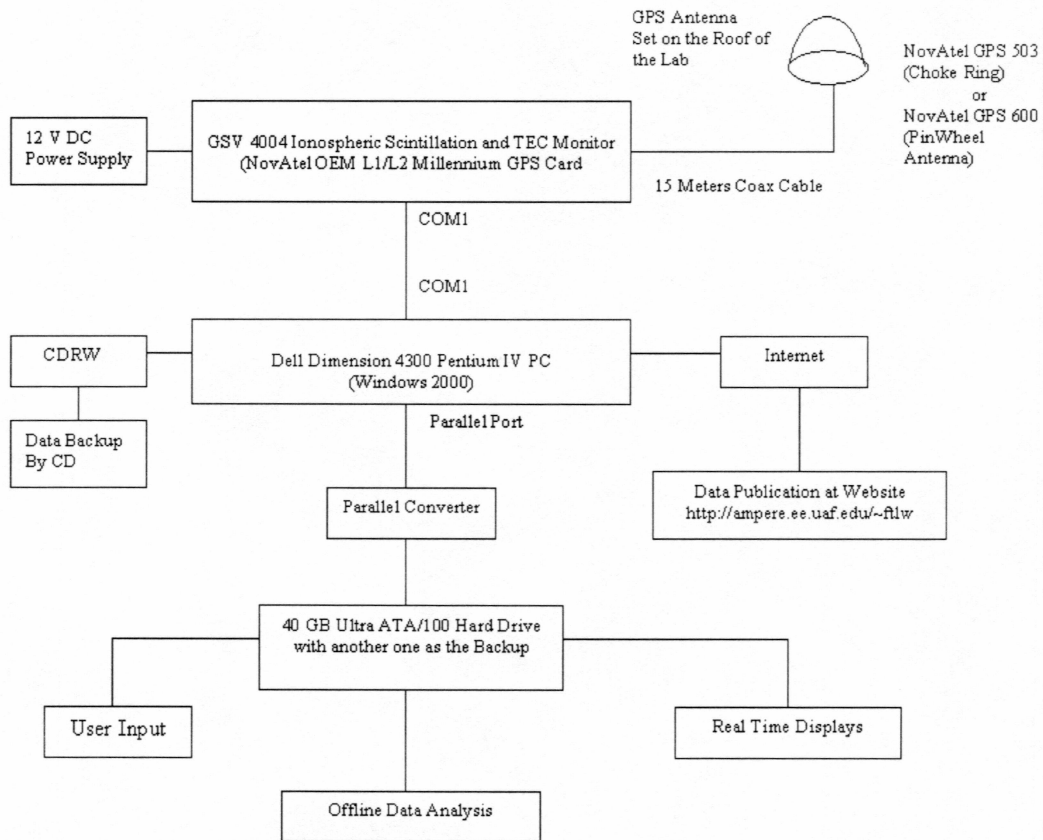 GPS Antenna
Set on the Roof of
the Lab
NovAtel GPS 503
(Choke Ring)
or
NovAtel GPS 600
(PinWheel
Antenna)
12 V DC
Power Supply
GSV 4004 Ionospheric Scintillation and TEC Monitor
(NovAtel OEM L1/L2 Millennium GPS Card
15 Meters Coax Cable
COM1
COM1
CDRW
Dell Dimension 4300 Pentium IV PC
(Windows 2000)
Internet
Parallel Port
Data Backup
By CD
Parallel Converter
Data Publication at Website
http://ampere.ee.uaf.edu/~ftlw
40 GB Ultra ATA/100 Hard Drive
with another one as the Backup
User Input
Real Time Displays
Offline Data Analysis